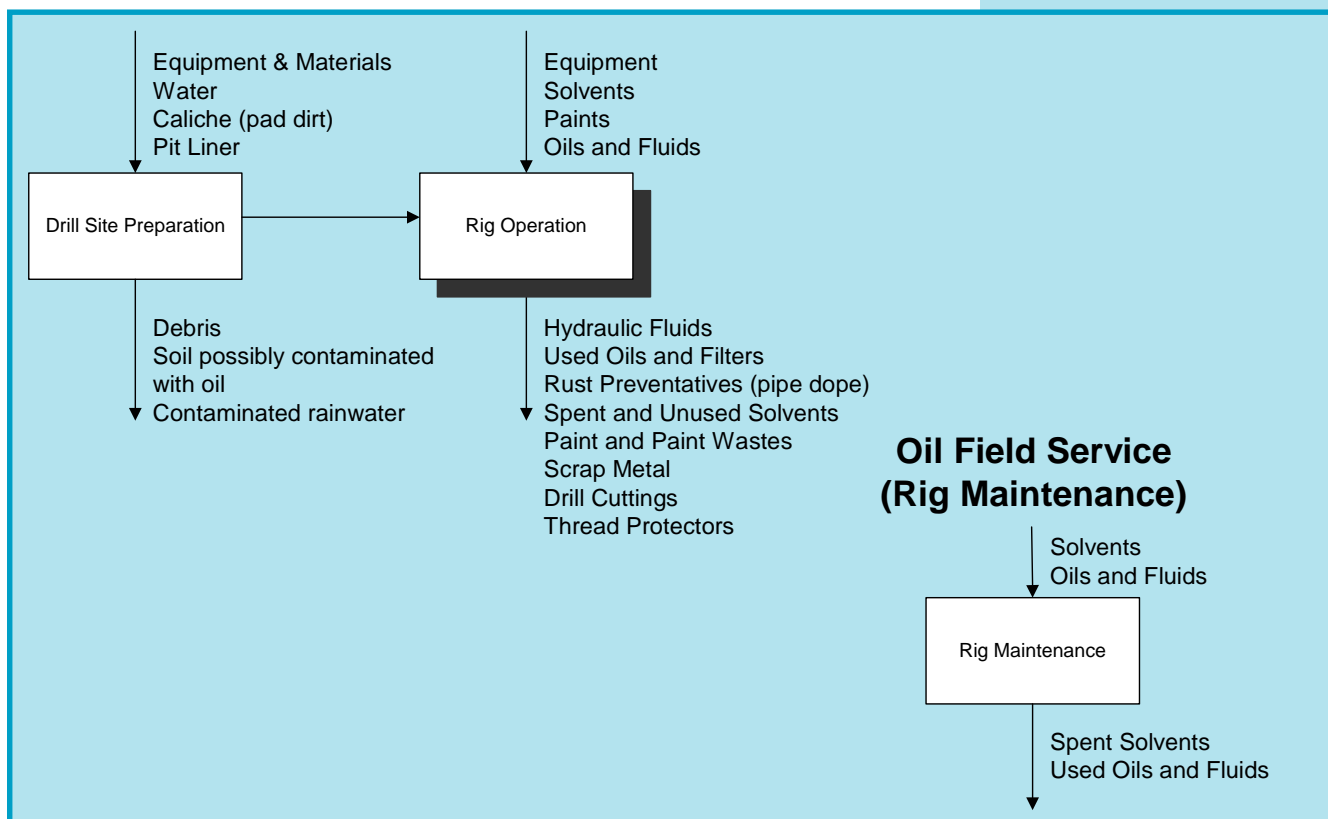 Equipment & Materials
Water
Caliche (pad dirt)
Pit Liner
Drill Site Preparation
Debris
Soil possibly contaminated
with oil
Contaminated rainwater
Equipment
Solvents
Paints
Oils and Fluids
Rig Operation
Hydraulic Fluids
Used Oils and Filters
Rust Preventatives (pipe dope)
Spent and Unused Solvents
Paint and Paint Wastes
Scrap Metal
Drill Cuttings
Thread Protectors
Oil Field Service
(Rig Maintenance)
Solvents
Oils and Fluids
Rig Maintenance
Spent Solvents
Used Oils and Fluids